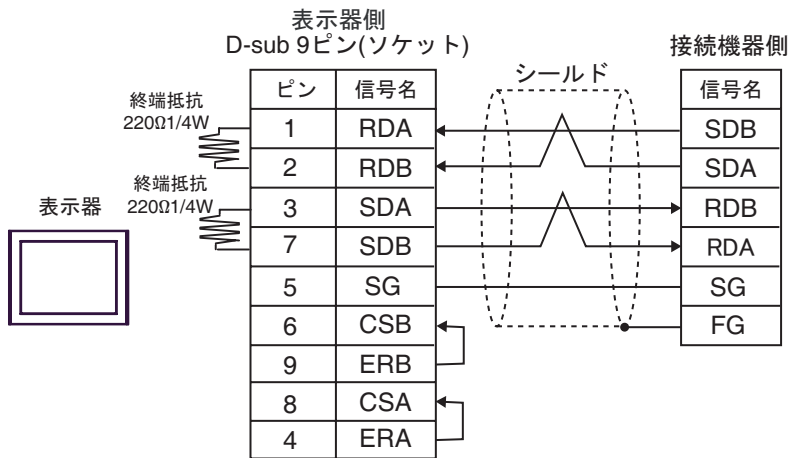 表示器側
D-sub 9ピン(ソケット)
接続機器側
シールド
ピン 信号名 信号名
終端抵抗
220Ω1/4W
1 RDA SDB
2 RDB SDA
終端抵抗
220Ω1/4W
表示器
3 SDA RDB
7 SDB RDA
5 SG SG
6 CSB FG
9 ERB
8 CSA
4 ERA